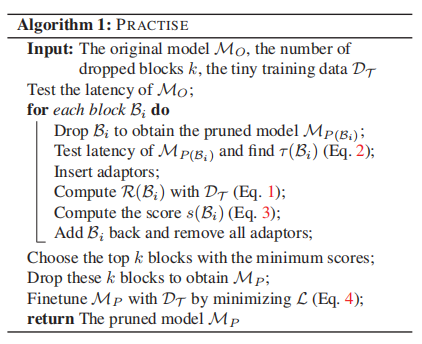 Algorithm 1: PRACTISE
Input: The original model $\mathcal{M}_O$, the number of
dropped blocks $k$, the tiny training data $\mathcal{D}_\mathcal{T}$
Test the latency of $\mathcal{M}_O$;
for each block $\mathcal{B}_i$ do
Drop $\mathcal{B}_i$ to obtain the pruned model $\mathcal{M}_{P(\mathcal{B}_i)}$;
Test latency of $\mathcal{M}_{P(\mathcal{B}_i)}$ and find $\tau(\mathcal{B}_i)$ (Eq. 2);
Insert adaptors;
Compute $\mathcal{R}(\mathcal{B}_i)$ with $\mathcal{D}_\mathcal{T}$ (Eq. 1);
Compute the score $s(\mathcal{B}_i)$ (Eq. 3);
Add $\mathcal{B}_i$ back and remove all adaptors;
Choose the top $k$ blocks with the minimum scores;
Drop these $k$ blocks to obtain $\mathcal{M}_P$;
Finetune $\mathcal{M}_P$ with $\mathcal{D}_\mathcal{T}$ by minimizing $\mathcal{L}$ (Eq. 4);
return The pruned model $\mathcal{M}_P$